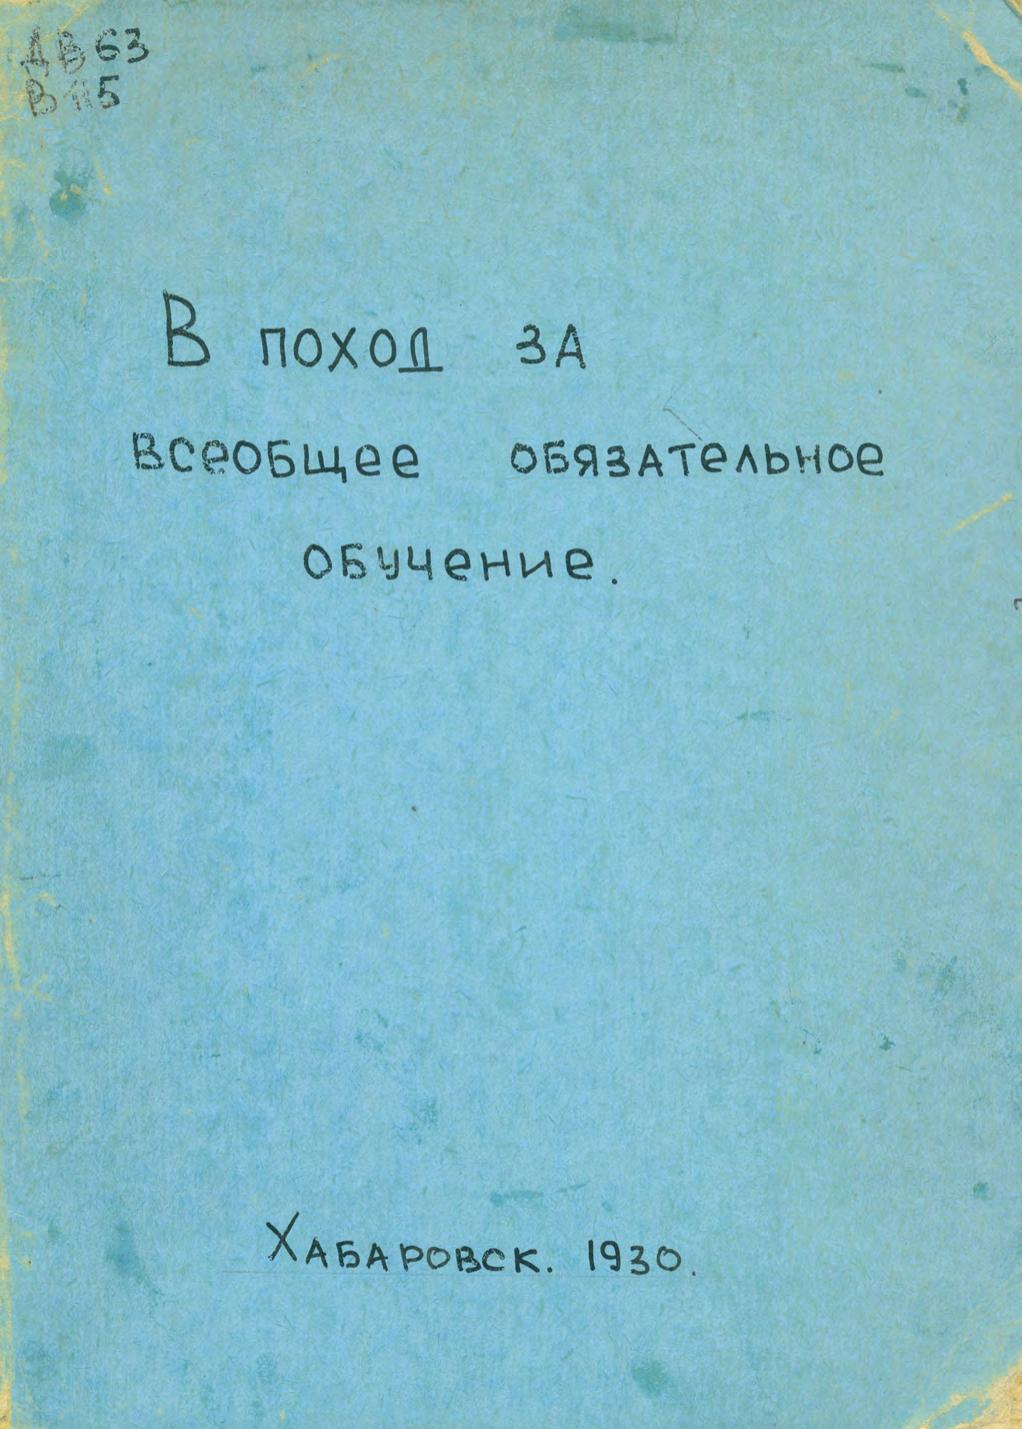 ДВ 63
В 115
В ПОХОД ЗА
ВСЕОБЩЕЕ ОБЯЗАТЕЛЬНОЕ
ОБУЧЕНИЕ.
ХАБАРОВСК. 1930.